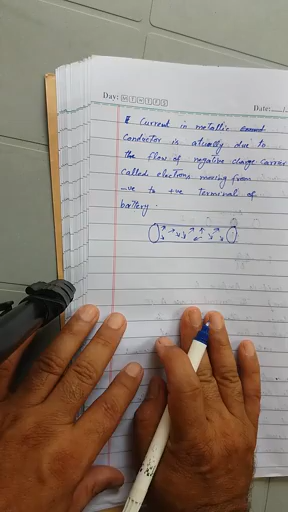 Day: M T W T F S S
Date:
Current in metallic
Conductor is atually due to
the flow of negative charge carrier
Called electrons moving from
-ve to +ve Terminal of
battery.